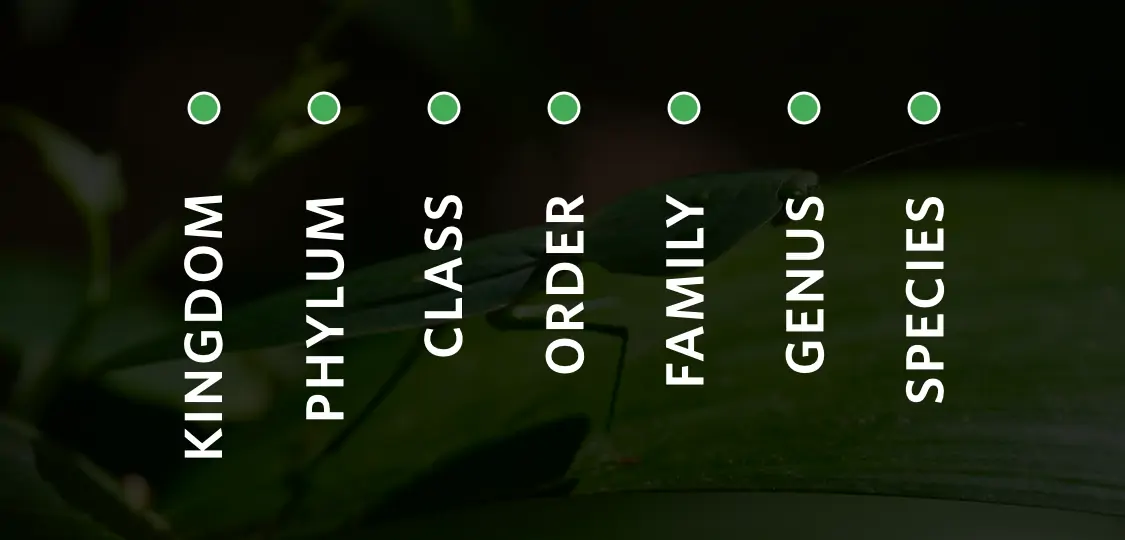 KINGDOM
PHYLUM
CLASS
ORDER
FAMILY
GENUS
SPECIES